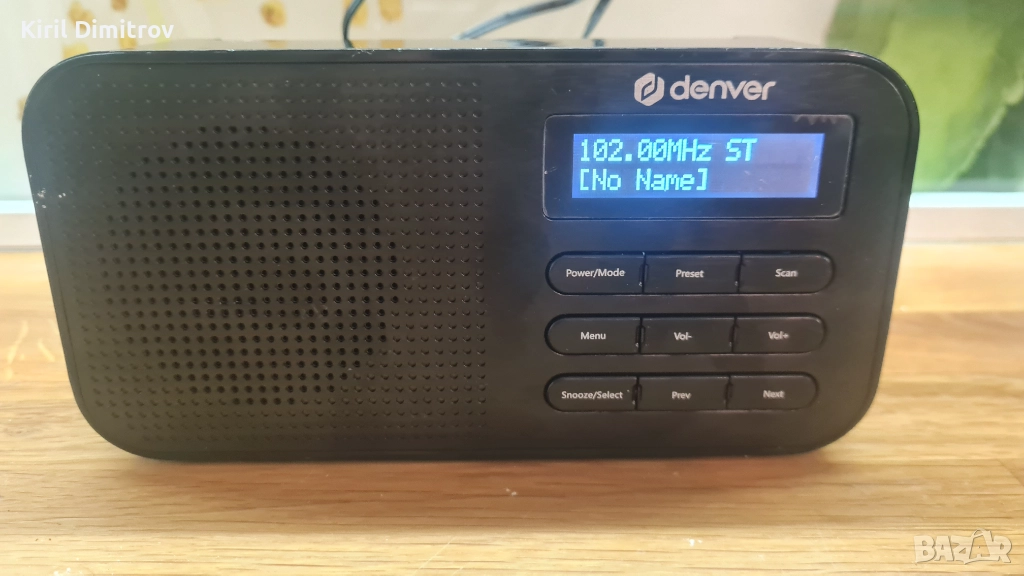 Kiril Dimitrov
denver
102.00MHz ST
[No Name]
Power/Mode Preset Scan
Menu Vol- Vol+
Snooze/Select Prev Next
BAZAR